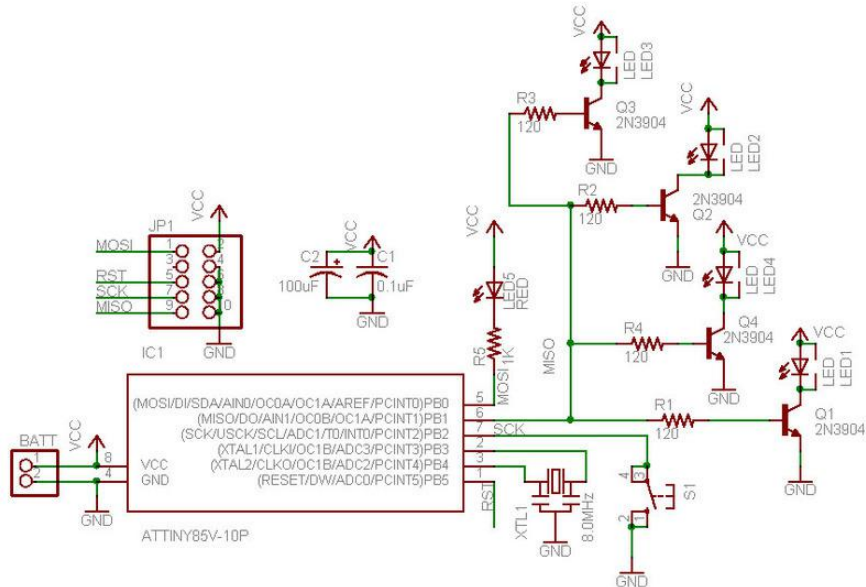 VCC
LED
LED3
R3
120
Q3
2N3904
GND
VCC
LED
LED2
R2
120
2N3904
Q2
GND
JP1
VCC
MOSI
1
2
3
4
RST
5
SCK
7
8
MISO
9
0
GND
VCC
C2
100uF
C1
0.1uF
GND
VCC
LED5
RED
R5
1K
MOSI
MISO
VCC
LED
LED4
R4
120
Q4
2N3904
GND
VCC
LED
LED1
R1
120
Q1
2N3904
GND
IC1
(MOSI/DI/SDA/AIN0/OC0A/OC1A/AREF/PCINT0)PB0
5
(MISO/DO/AIN1/OC0B/OC1A/PCINT1)PB1
6
(SCK/USCK/SCL/ADC1/T0/INT0/PCINT2)PB2
7
SCK
(XTAL1/CLKI/OC1B/ADC3/PCINT3)PB3
2
(XTAL2/CLKO/OC1B/ADC2/PCINT4)PB4
3
(RESET/DW/ADC0/PCINT5)PB5
1
RST
BATT
1
2
VCC
8
VCC
4
GND
GND
ATTINY85V-10P
XTL1
8.0MHz
GND
4
3
2
1
S1
GND